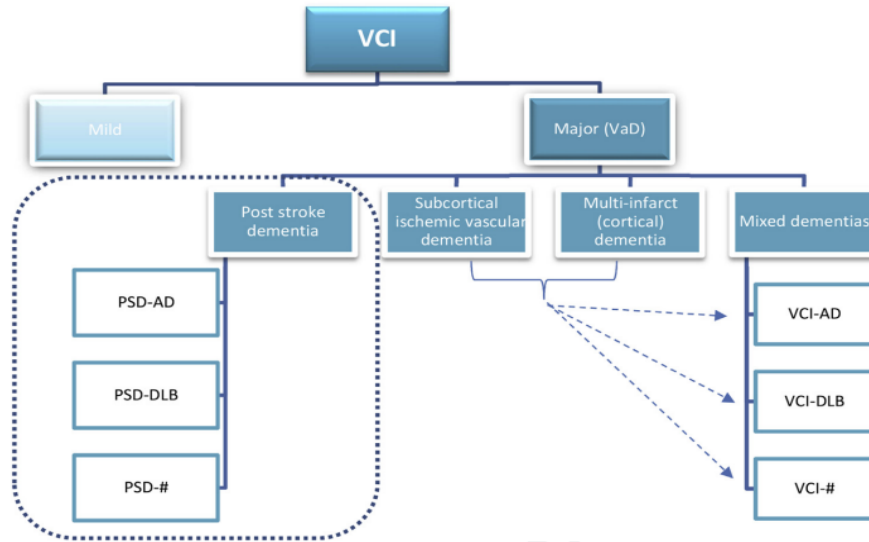 VCI
Mild
Major (VaD)
Post stroke
dementia
Subcortical
ischemic vascular
dementia
Multi-infarct
(cortical)
dementia
Mixed dementias
PSD-AD
PSD-DLB
PSD-#
VCI-AD
VCI-DLB
VCI-#